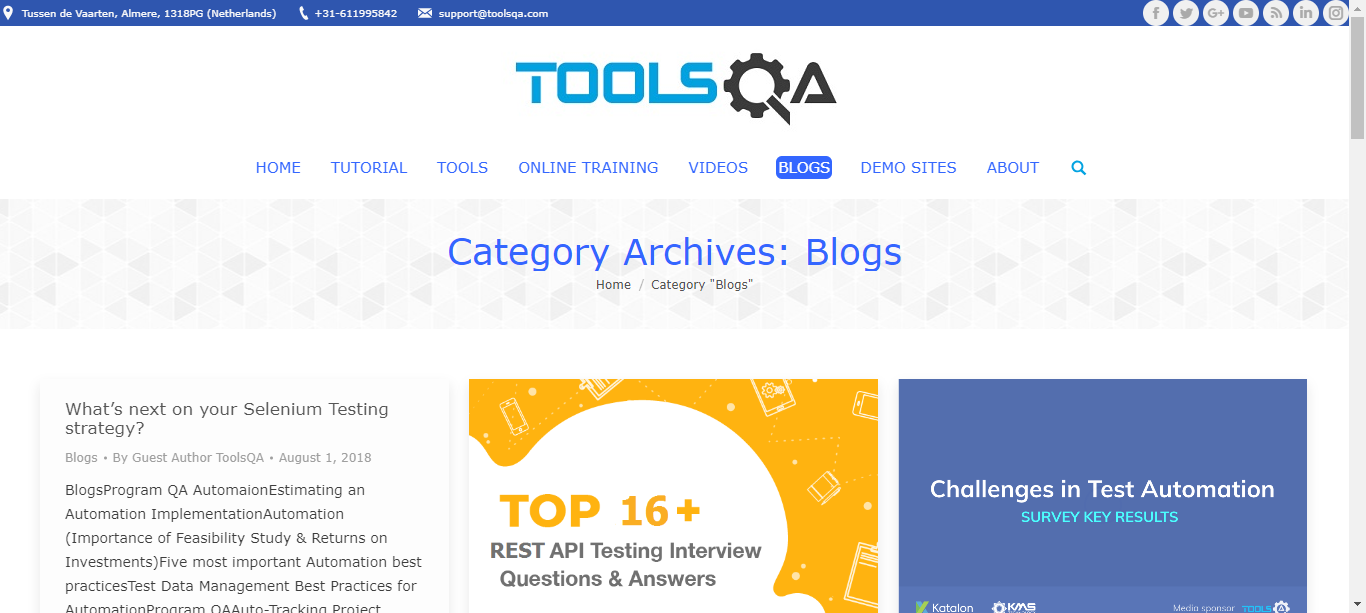 Tussen de Vaarten, Almere, 1318PG (Netherlands) +31-611995842 support@toolsqa.com
TOOLSQA
HOME TUTORIAL TOOLS ONLINE TRAINING VIDEOS BLOGS DEMO SITES ABOUT
Category Archives: Blogs
Home / Category "Blogs"
What’s next on your Selenium Testing
strategy?
Blogs • By Guest Author ToolsQA • August 1, 2018
BlogsProgram QA AutomaionEstimating an
Automation ImplementationAutomation
(Importance of Feasibility Study & Returns on
Investments)Five most important Automation best
practicesTest Data Management Best Practices for
AutomationProgram QAAuto-Tracking Project
TOP 16+
REST API Testing Interview
Questions & Answers
Challenges in Test Automation
SURVEY KEY RESULTS
Katalon KMS Media sponsor TOOLSQA